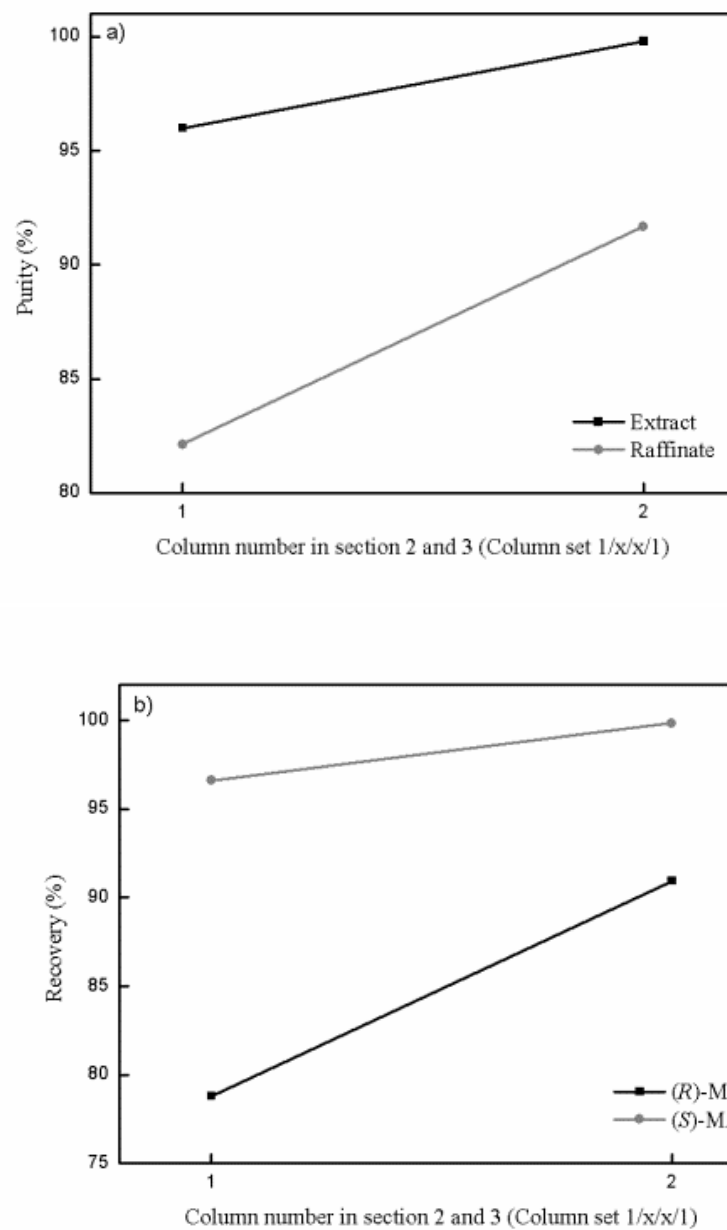 a)
100
95
90
85
80
Purity (%)
Extract
Raffinate
1
2
Column number in section 2 and 3 (Column set 1/x/x/1)
b)
100
95
90
85
80
75
Recovery (%)
(R)-M
(S)-M
1
2
Column number in section 2 and 3 (Column set 1/x/x/1)